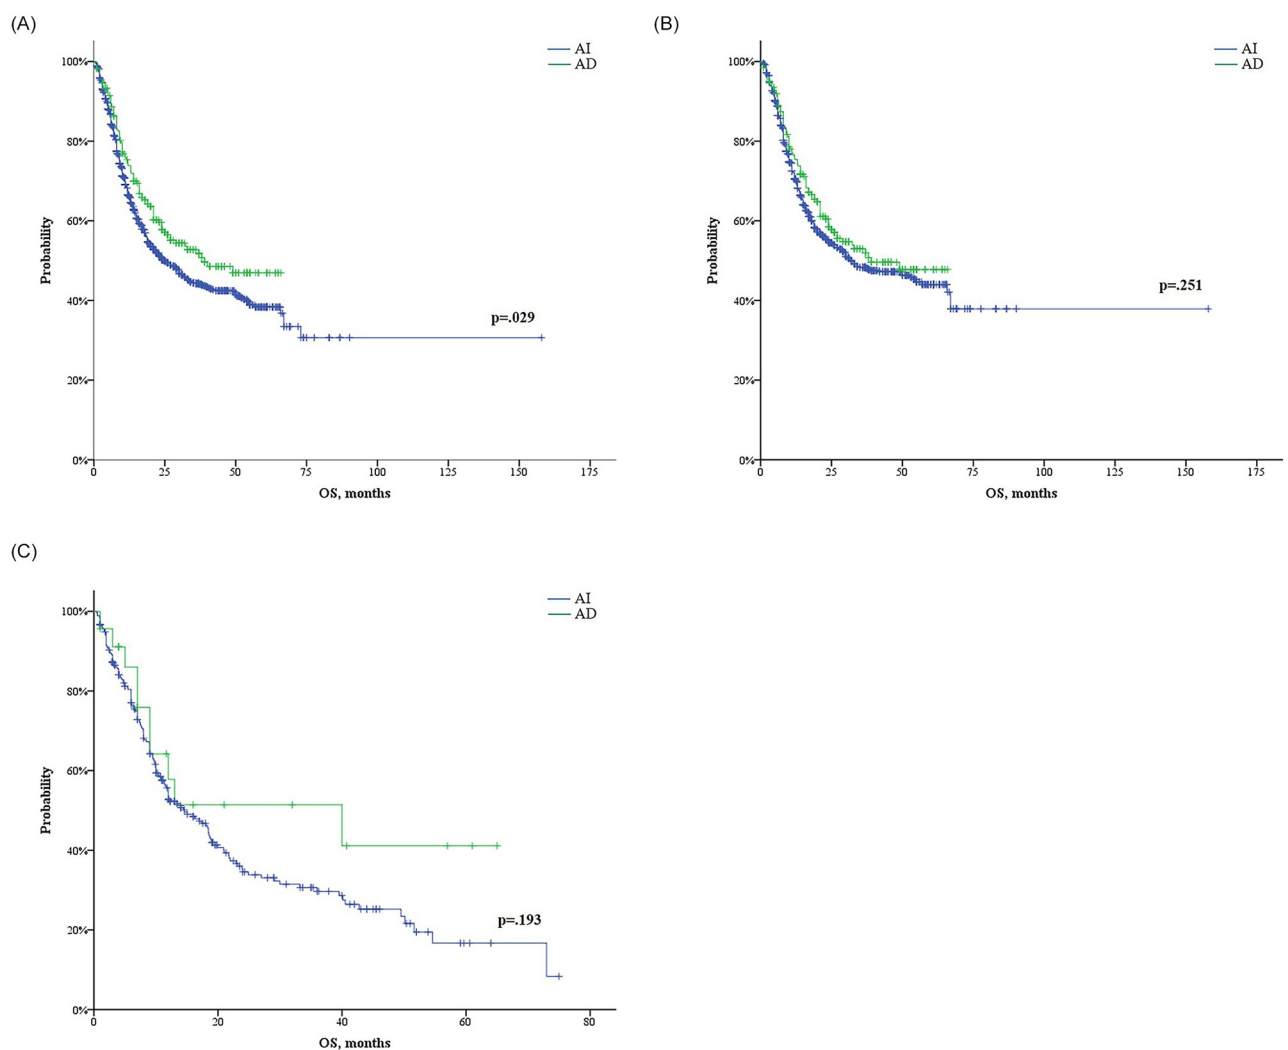 (A)
AI
AD
100%
80%
60%
40%
20%
0%
Probability
p=.029
0 25 50 75 100 125 150 175
OS, months
(B)
AI
AD
100%
80%
60%
40%
20%
0%
Probability
p=.251
0 25 50 75 100 125 150 175
OS, months
(C)
AI
AD
100%
80%
60%
40%
20%
0%
Probability
p=.193
0 20 40 60 80
OS, months